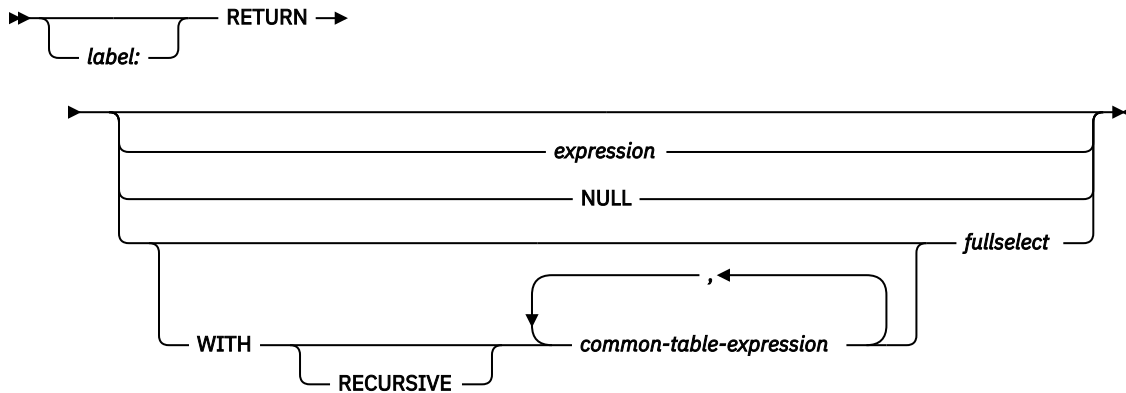 RETURN
label:
expression
NULL
fullselect
,
WITH common-table-expression
RECURSIVE